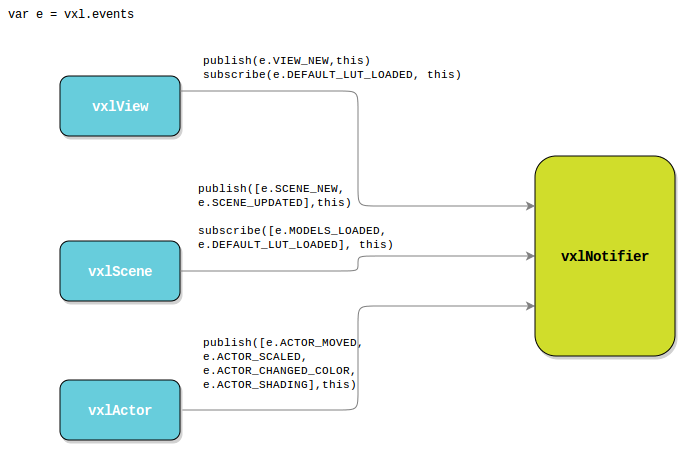 var e = vxl.events
publish(e.VIEW_NEW,this)
subscribe(e.DEFAULT_LUT_LOADED, this)
vxlView
publish([e.SCENE_NEW,
e.SCENE_UPDATED],this)
subscribe([e.MODELS_LOADED,
e.DEFAULT_LUT_LOADED], this)
vxlScene
vxlNotifier
publish([e.ACTOR_MOVED,
e.ACTOR_SCALED,
e.ACTOR_CHANGED_COLOR,
e.ACTOR_SHADING],this)
vxlActor